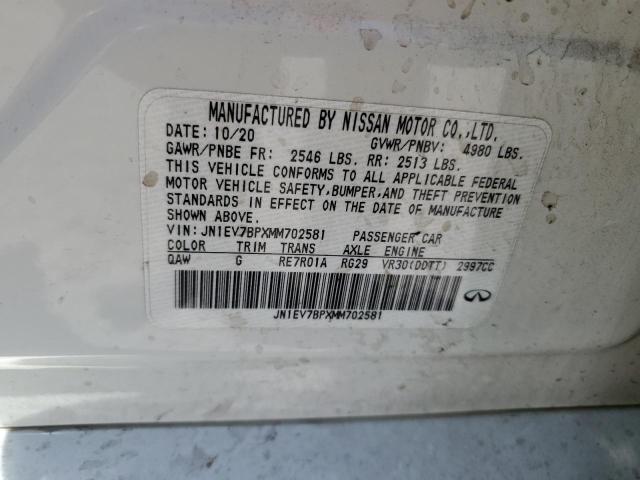 MANUFACTURED BY NISSAN MOTOR CO.,LTD.
DATE: 10/20 GVWR/PNBV: 4980 LBS.
GAWR/PNBE FR: 2546 LBS. RR: 2513 LBS.
THIS VEHICLE CONFORMS TO ALL APPLICABLE FEDERAL
MOTOR VEHICLE SAFETY,BUMPER,AND THEFT PREVENTION
STANDARDS IN EFFECT ON THE DATE OF MANUFACTURE
SHOWN ABOVE.
VIN: JN1EV7BPXMM702581 PASSENGER CAR
COLOR TRIM TRANS AXLE ENGINE
QAW G RE7R01A RG29 VR30(DDTT) 2997CC
JN1EV7BPXMM702581